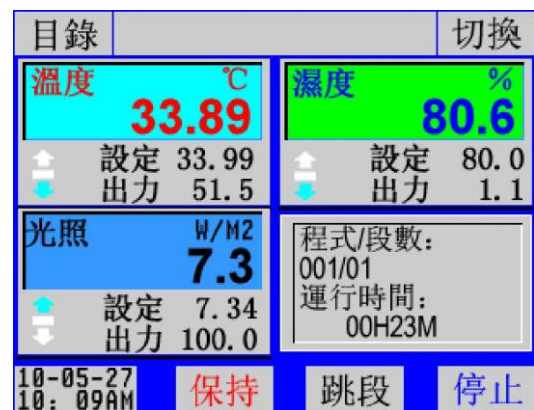 目錄 切換
溫度 ℃
33.89
設定 33.99
出力 51.5
濕度 %
80.6
設定 80.0
出力 1.1
光照 W/M2
7.3
設定 7.34
出力 100.0
程式/段數:
001/01
運行時間:
00H23M
10-05-27
10: 09AM
保持 跳段 停止